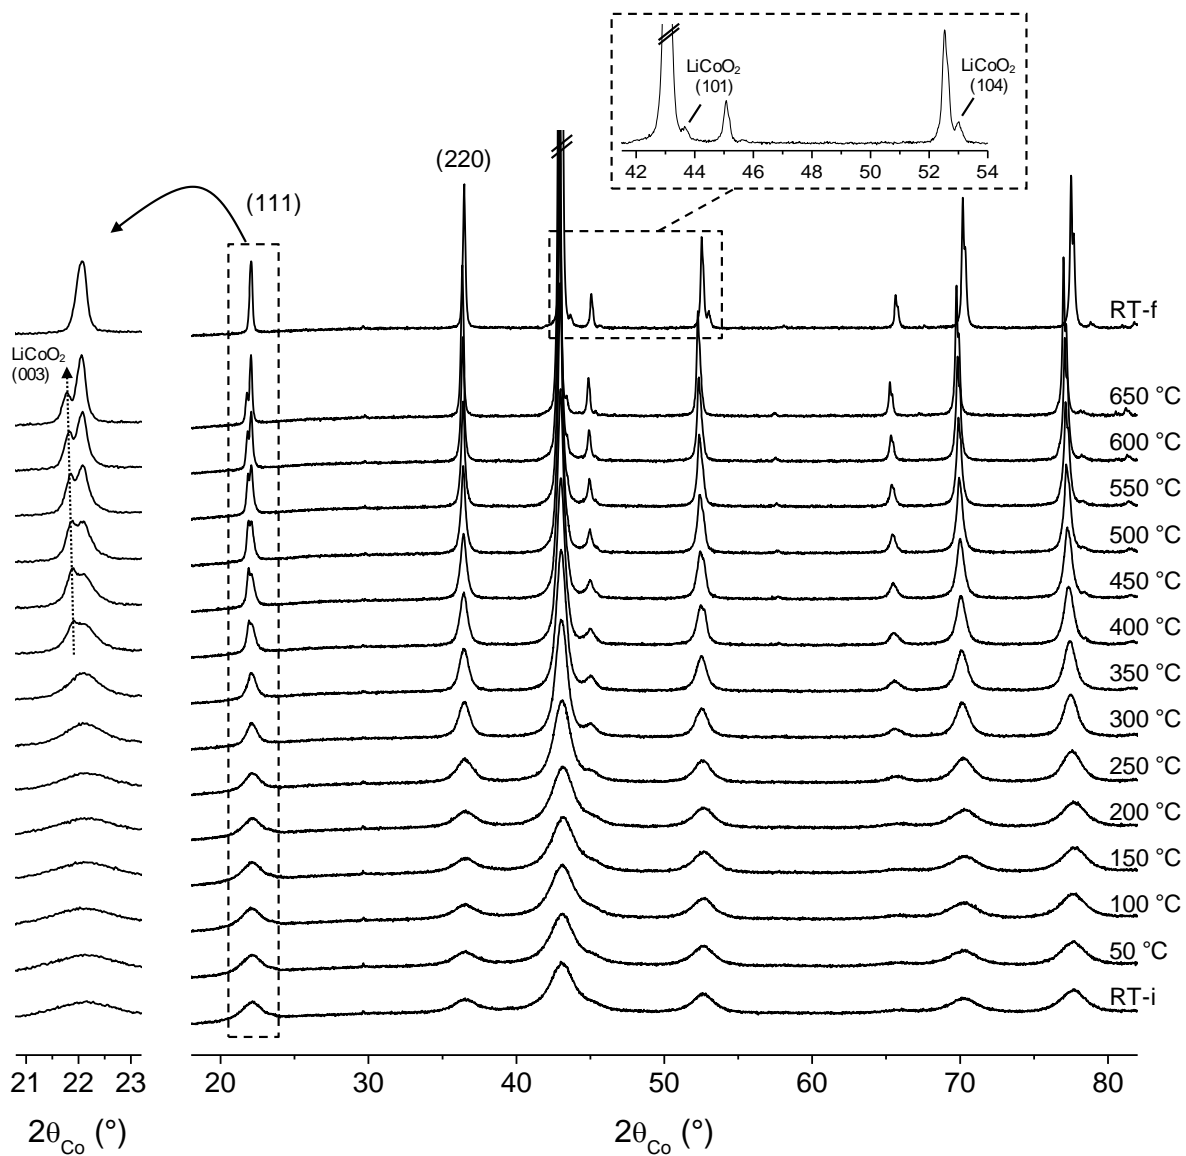 LiCoO2
(101)
LiCoO2
(104)
42 44 46 48 50 52 54
(220)
(111)
RT-f
LiCoO2
(003)
650 °C
600 °C
550 °C
500 °C
450 °C
400 °C
350 °C
300 °C
250 °C
200 °C
150 °C
100 °C
50 °C
RT-i
21 22 23
20 30 40 50 60 70 80
2θCo (°)
2θCo (°)